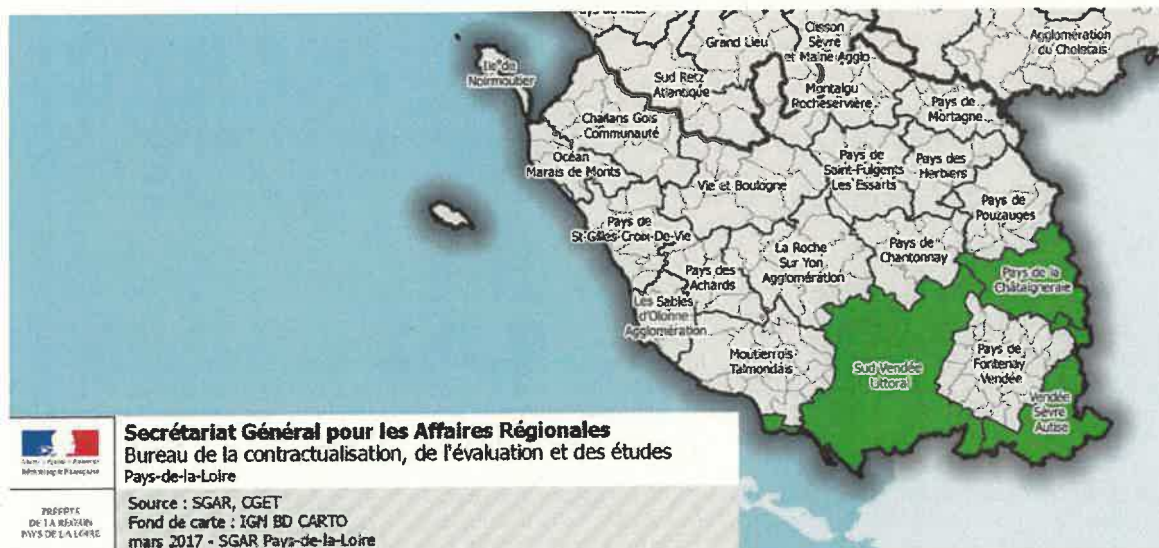 Grand Lieu
Clisson
Sèvre
et Maine Agglo
Agglomération
du Choletais
Ile de
Noirmoutier
Sud Retz
Atlantique
Montaigu
Rocheservière
Pays de
Mortagne
Challans Gois
Communauté
Océan
Marais de Monts
Vie et Boulogne
Pays de
Saint-Fulgents
Les Essarts
Pays des
Herbiers
Pays de
Pouzauges
Pays de
St-Gilles-Croix-De-Vie
La Roche
Sur Yon
Agglomération
Pays de
Chantonnay
Pays des
Achards
Pays de la
Châtaigneraie
Les Sables
d'Olonne
Agglomération
Moutierrois
Talmondais
Sud Vendée
Littoral
Pays de
Fontenay
Vendée
Vendée
Sèvre
Autise
Secrétariat Général pour les Affaires Régionales
Bureau de la contractualisation, de l'évaluation et des études
Pays-de-la-Loire
Source : SGAR, CGET
Fond de carte : IGN BD CARTO
mars 2017 - SGAR Pays-de-la-Loire
RÉPUBLIQUE FRANÇAISE
DE LA RÉGION
PAYS DE LA LOIRE